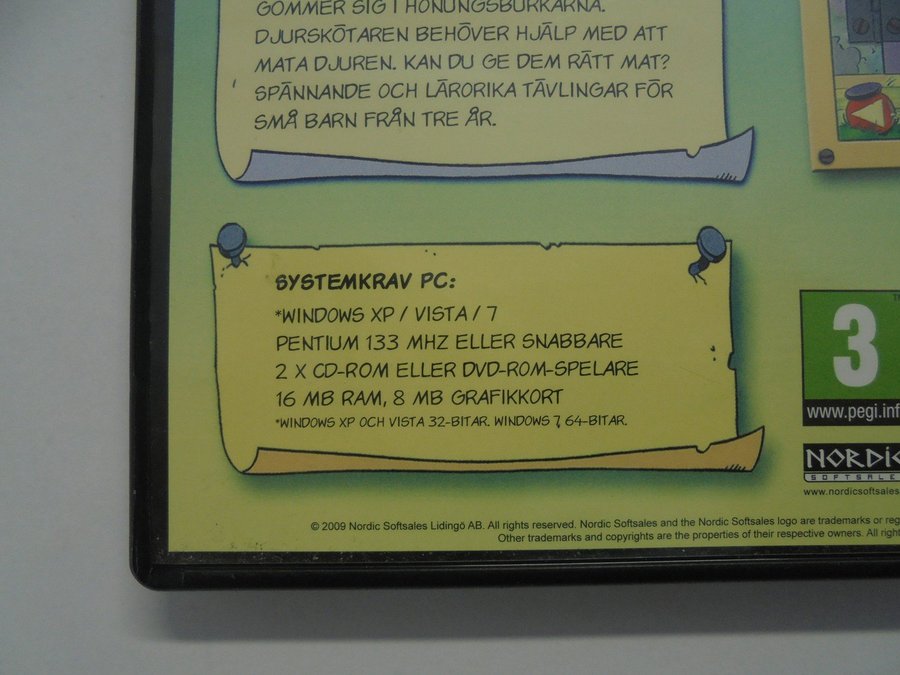 GÖMMER SIG I HONUNGSBURKARNA.
DJURSKÖTAREN BEHÖVER HJÄLP MED ATT
MATA DJUREN. KAN DU GE DEM RÄTT MAT?
SPÄNNANDE OCH LÄRORIKA TÄVLINGAR FÖR
SMÅ BARN FRÅN TRE ÅR.
SYSTEMKRAV PC:
*WINDOWS XP / VISTA / 7
PENTIUM 133 MHZ ELLER SNABBARE
2 X CD-ROM ELLER DVD-ROM-SPELARE
16 MB RAM, 8 MB GRAFIKKORT
*WINDOWS XP OCH VISTA 32-BITAR. WINDOWS 7, 64-BITAR.
3
www.pegi.inf
NORDIC
SOFTSALE
www.nordicsoftsales
© 2009 Nordic Softsales Lidingö AB. All rights reserved. Nordic Softsales and the Nordic Softsales logo are trademarks or reg
Other trademarks and copyrights are the properties of their respective owners. All right